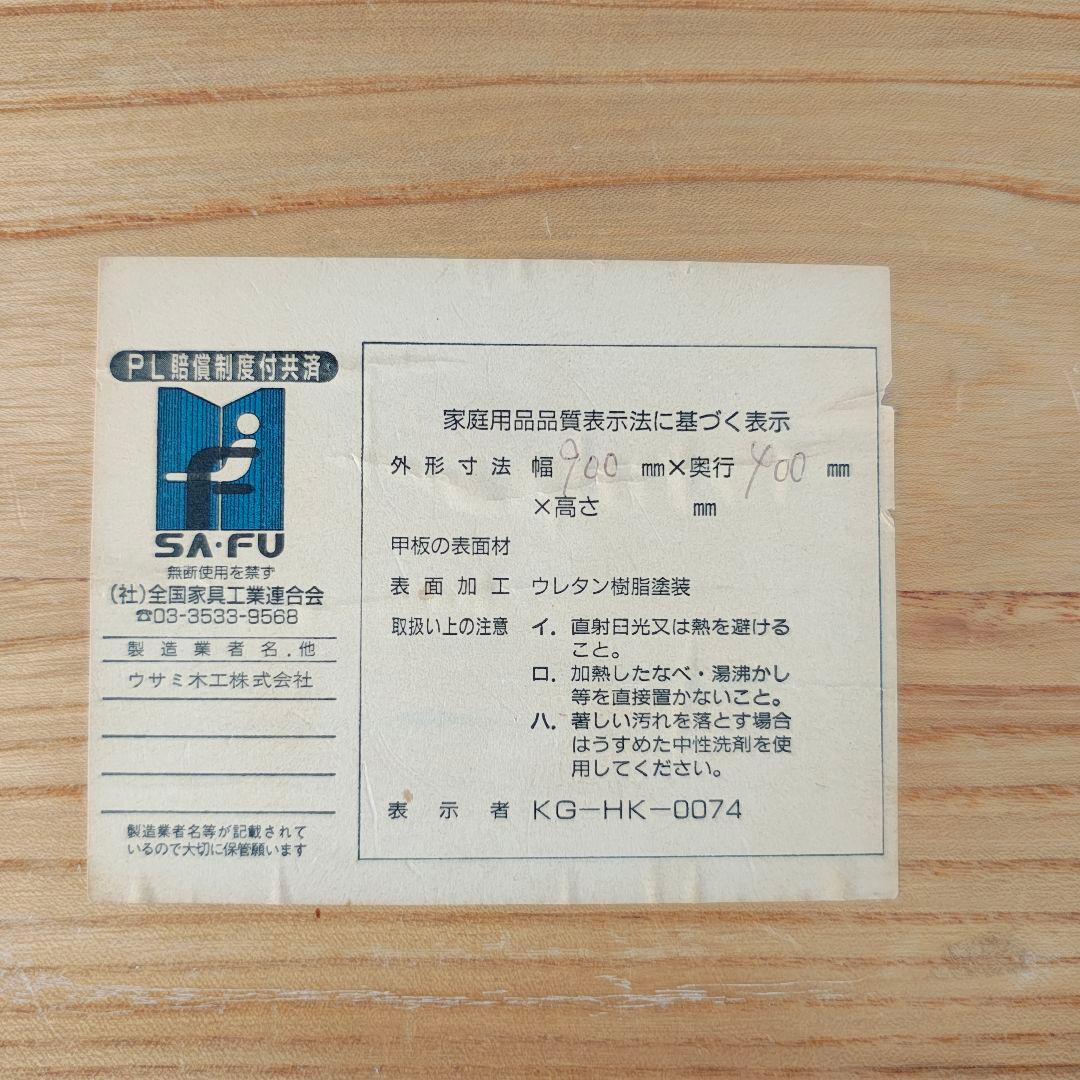 PL賠償制度付共済
SA・FU
無断使用を禁ず
(社)全国家具工業連合会
☎03-3533-9568
製造業者名.他
ウサミ木工株式会社
製造業者名等が記載されて
いるので大切に保管願います
家庭用品品質表示法に基づく表示
外形寸法 幅900 mm×奥行400 mm
×高さ mm
甲板の表面材
表面加工 ウレタン樹脂塗装
取扱い上の注意 イ. 直射日光又は熱を避ける
こと。
ロ. 加熱したなべ・湯沸かし
等を直接置かないこと。
ハ. 著しい汚れを落とす場合
はうすめた中性洗剤を使
用してください。
表示者 KG-HK-0074